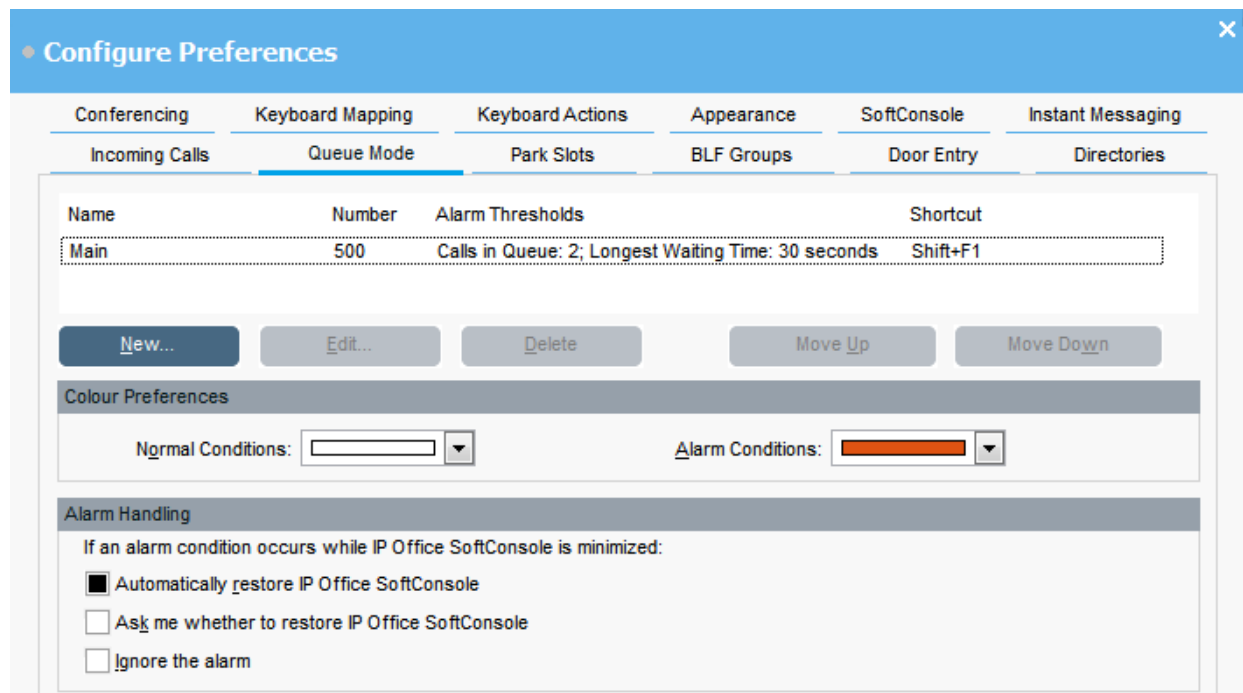 Configure Preferences
Conferencing Keyboard Mapping Keyboard Actions Appearance SoftConsole Instant Messaging
Incoming Calls Queue Mode Park Slots BLF Groups Door Entry Directories
Name Number Alarm Thresholds Shortcut
Main 500 Calls in Queue: 2; Longest Waiting Time: 30 seconds Shift+F1
New... Edit... Delete Move Up Move Down
Colour Preferences
Normal Conditions: Alarm Conditions:
Alarm Handling
If an alarm condition occurs while IP Office SoftConsole is minimized:
Automatically restore IP Office SoftConsole
Ask me whether to restore IP Office SoftConsole
Ignore the alarm